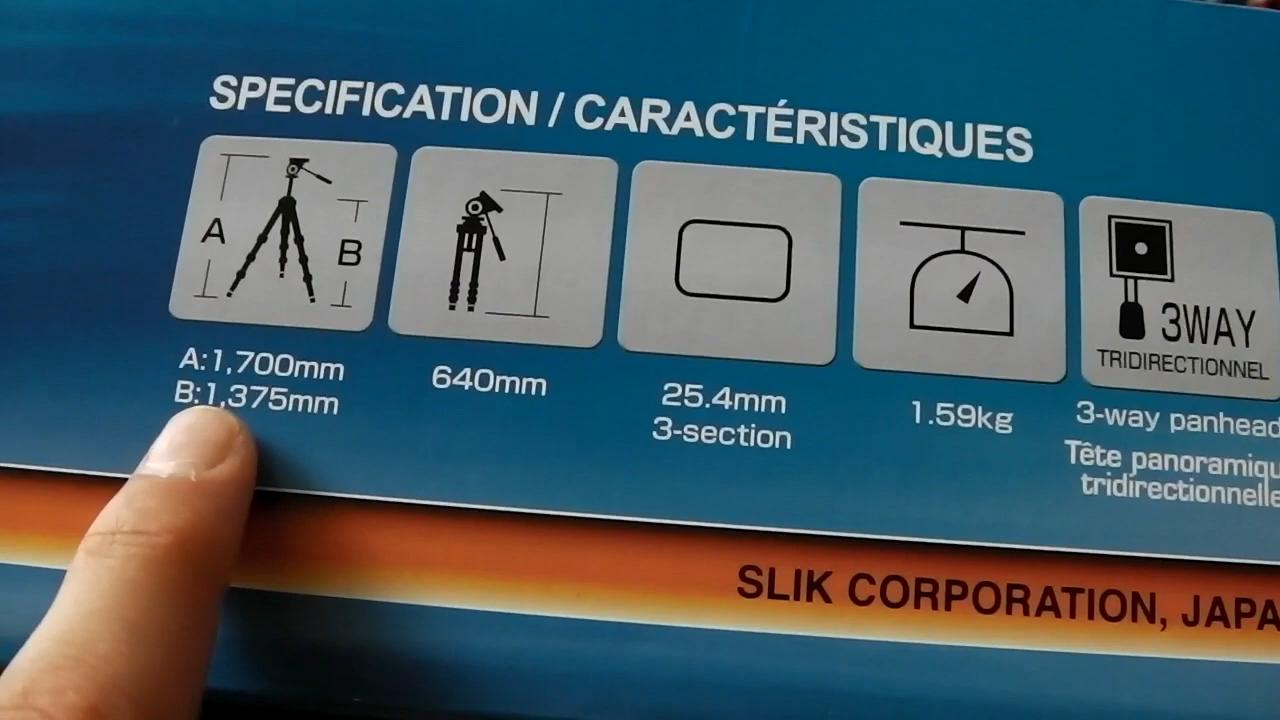 SPECIFICATION / CARACTÉRISTIQUES
A
B
3WAY
TRIDIRECTIONNEL
A:1,700mm
B:1,375mm
640mm
25.4mm
3-section
1.59kg
3-way panhead
Tête panoramiqu
tridirectionnelle
SLIK CORPORATION, JAPA